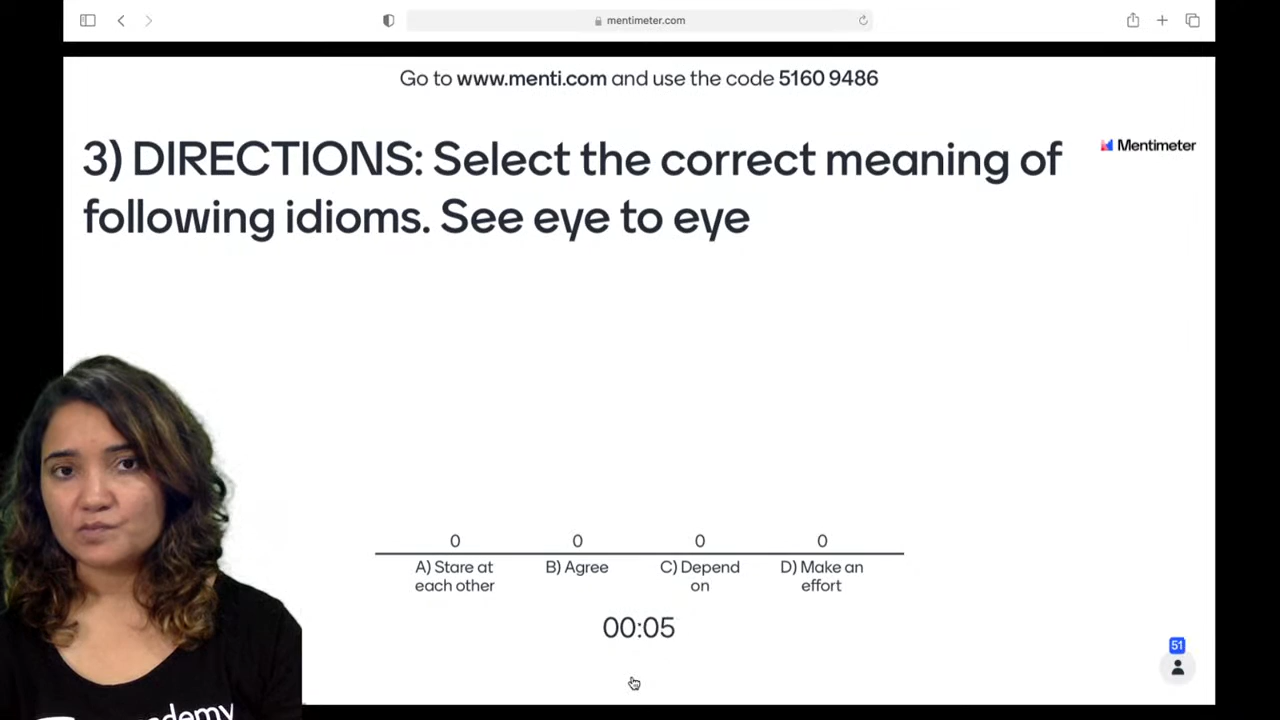 mentimeter.com
Go to www.menti.com and use the code 5160 9486
3) DIRECTIONS: Select the correct meaning of
following idioms. See eye to eye
Mentimeter
0 0 0 0
A) Stare at each other
B) Agree
C) Depend on
D) Make an effort
00:05
51